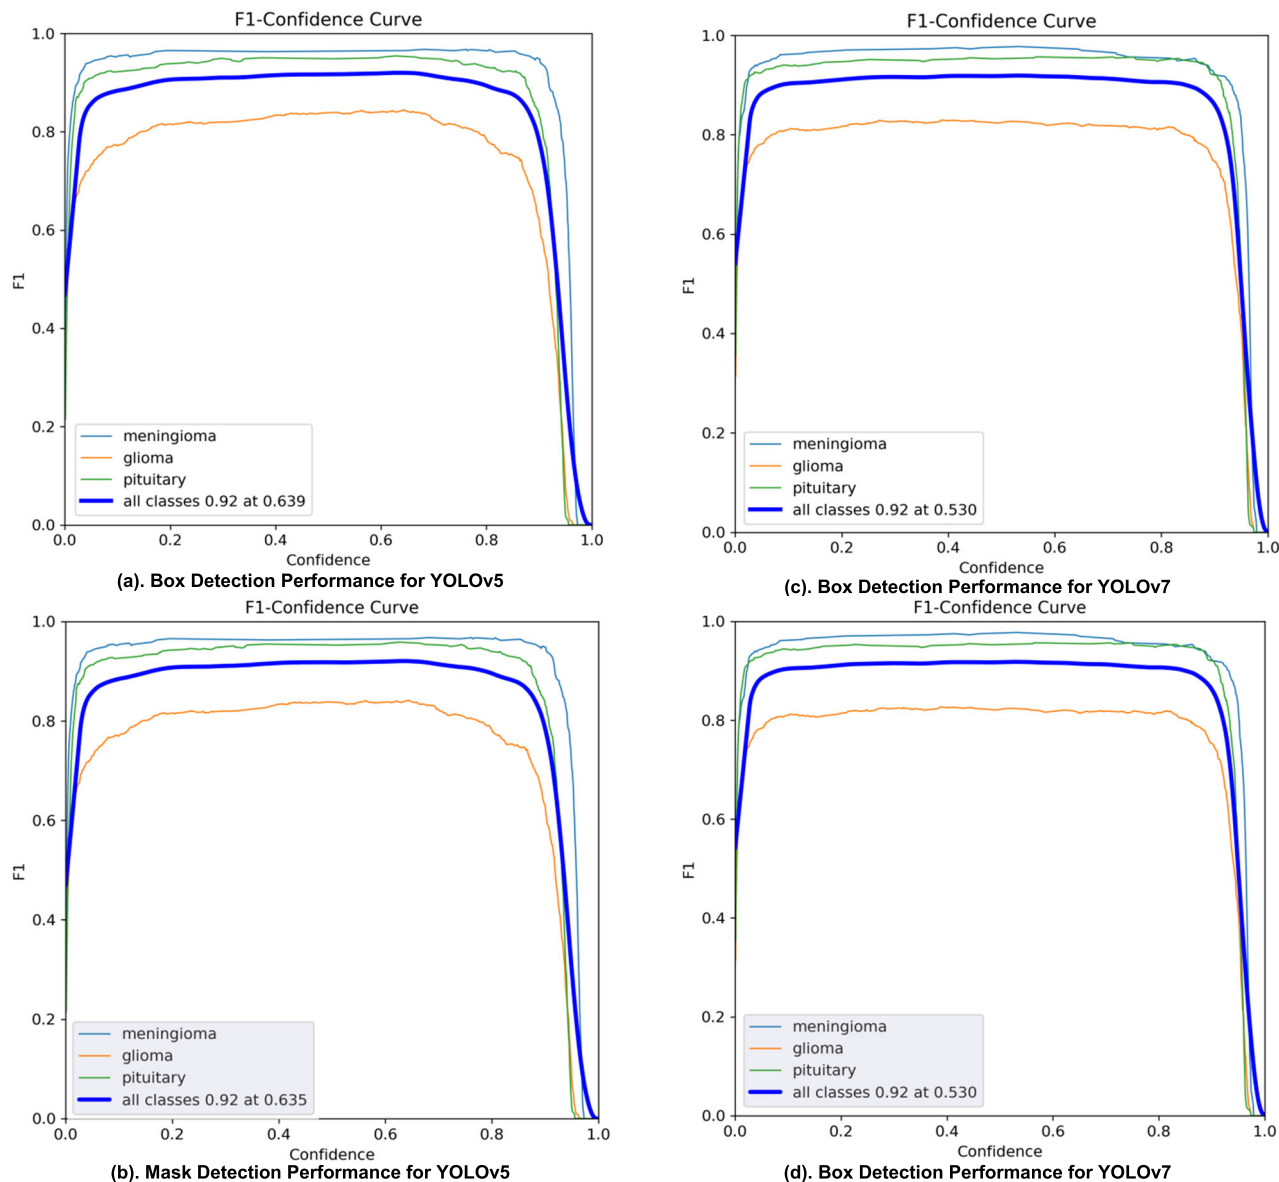 F1-Confidence Curve
1.0
0.8
0.6
0.4
0.2
0.0
F1
meningioma
glioma
pituitary
all classes 0.92 at 0.639
0.0 0.2 0.4 0.6 0.8 1.0
Confidence
(a). Box Detection Performance for YOLOv5
F1-Confidence Curve
1.0
0.8
0.6
0.4
0.2
0.0
F1
meningioma
glioma
pituitary
all classes 0.92 at 0.530
0.0 0.2 0.4 0.6 0.8 1.0
Confidence
(c). Box Detection Performance for YOLOv7
F1-Confidence Curve
1.0
0.8
0.6
0.4
0.2
0.0
F1
meningioma
glioma
pituitary
all classes 0.92 at 0.635
0.0 0.2 0.4 0.6 0.8 1.0
Confidence
(b). Mask Detection Performance for YOLOv5
F1-Confidence Curve
1.0
0.8
0.6
0.4
0.2
0.0
F1
meningioma
glioma
pituitary
all classes 0.92 at 0.530
0.0 0.2 0.4 0.6 0.8 1.0
Confidence
(d). Box Detection Performance for YOLOv7